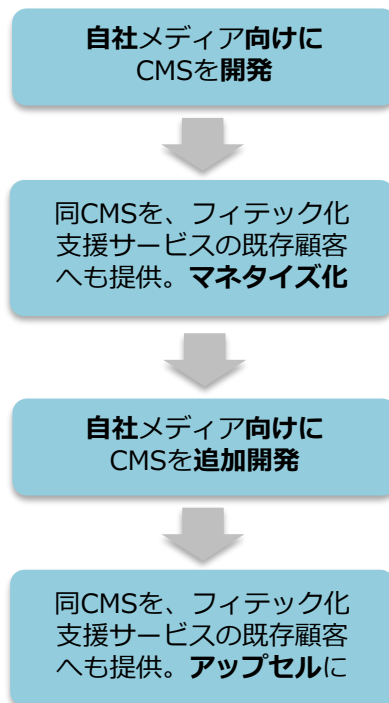 自社メディア向けに
CMSを開発
同CMSを、フィテック化
支援サービスの既存顧客
へも提供。マネタイズ化
自社メディア向けに
CMSを追加開発
同CMSを、フィテック化
支援サービスの既存顧客
へも提供。アップセルに